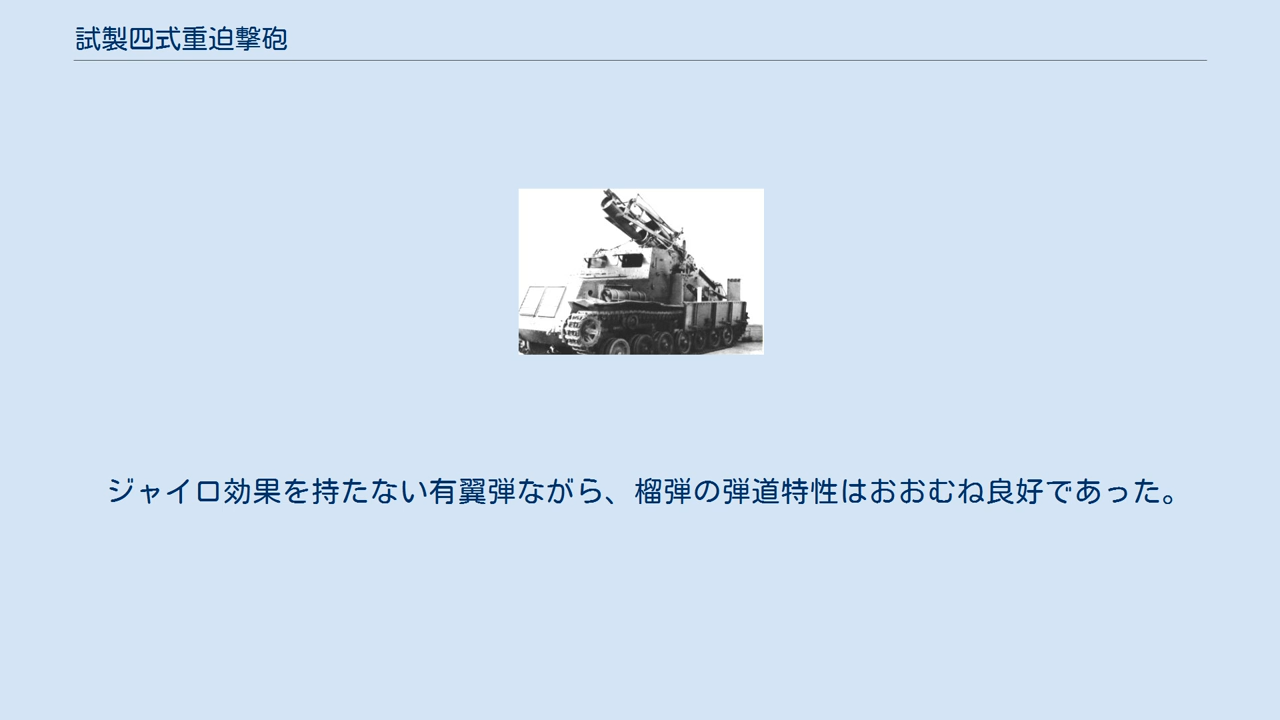 試製四式重迫撃砲
ジャイロ効果を持たない有翼弾ながら、榴弾の弾道特性はおおむね良好であった。